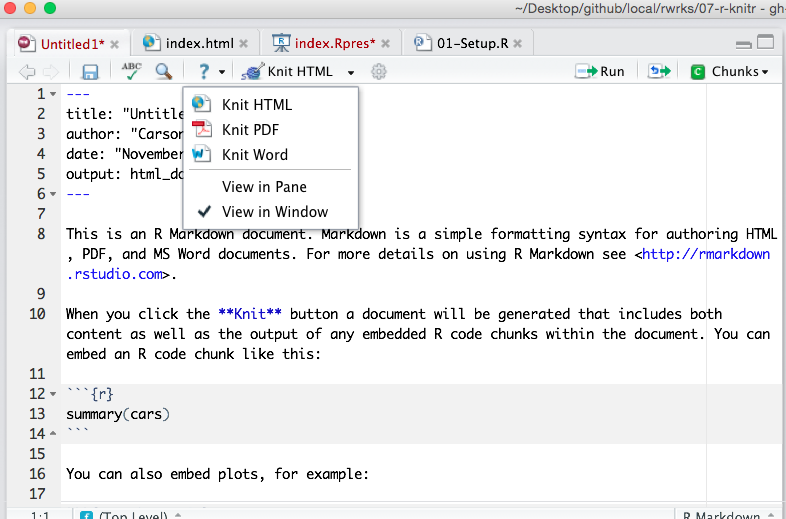 ~/Desktop/github/local/rwrks/07-r-knitr - gh-
Untitled1* index.html index.Rpres* 01-Setup.R
ABC ? Knit HTML Run Chunks
Knit HTML
Knit PDF
Knit Word
View in Pane
View in Window
1 ---
2 title: "Untitle
3 author: "Carson
4 date: "November
5 output: html_do
6 ---
7
8 This is an R Markdown document. Markdown is a simple formatting syntax for authoring HTML
, PDF, and MS Word documents. For more details on using R Markdown see <http://rmarkdown
.rstudio.com>.
9
10 When you click the **Knit** button a document will be generated that includes both
content as well as the output of any embedded R code chunks within the document. You can
embed an R code chunk like this:
11
12 ```{r}
13 summary(cars)
14 ```
15
16 You can also embed plots, for example:
17
1:1 (Top Level) R Markdown